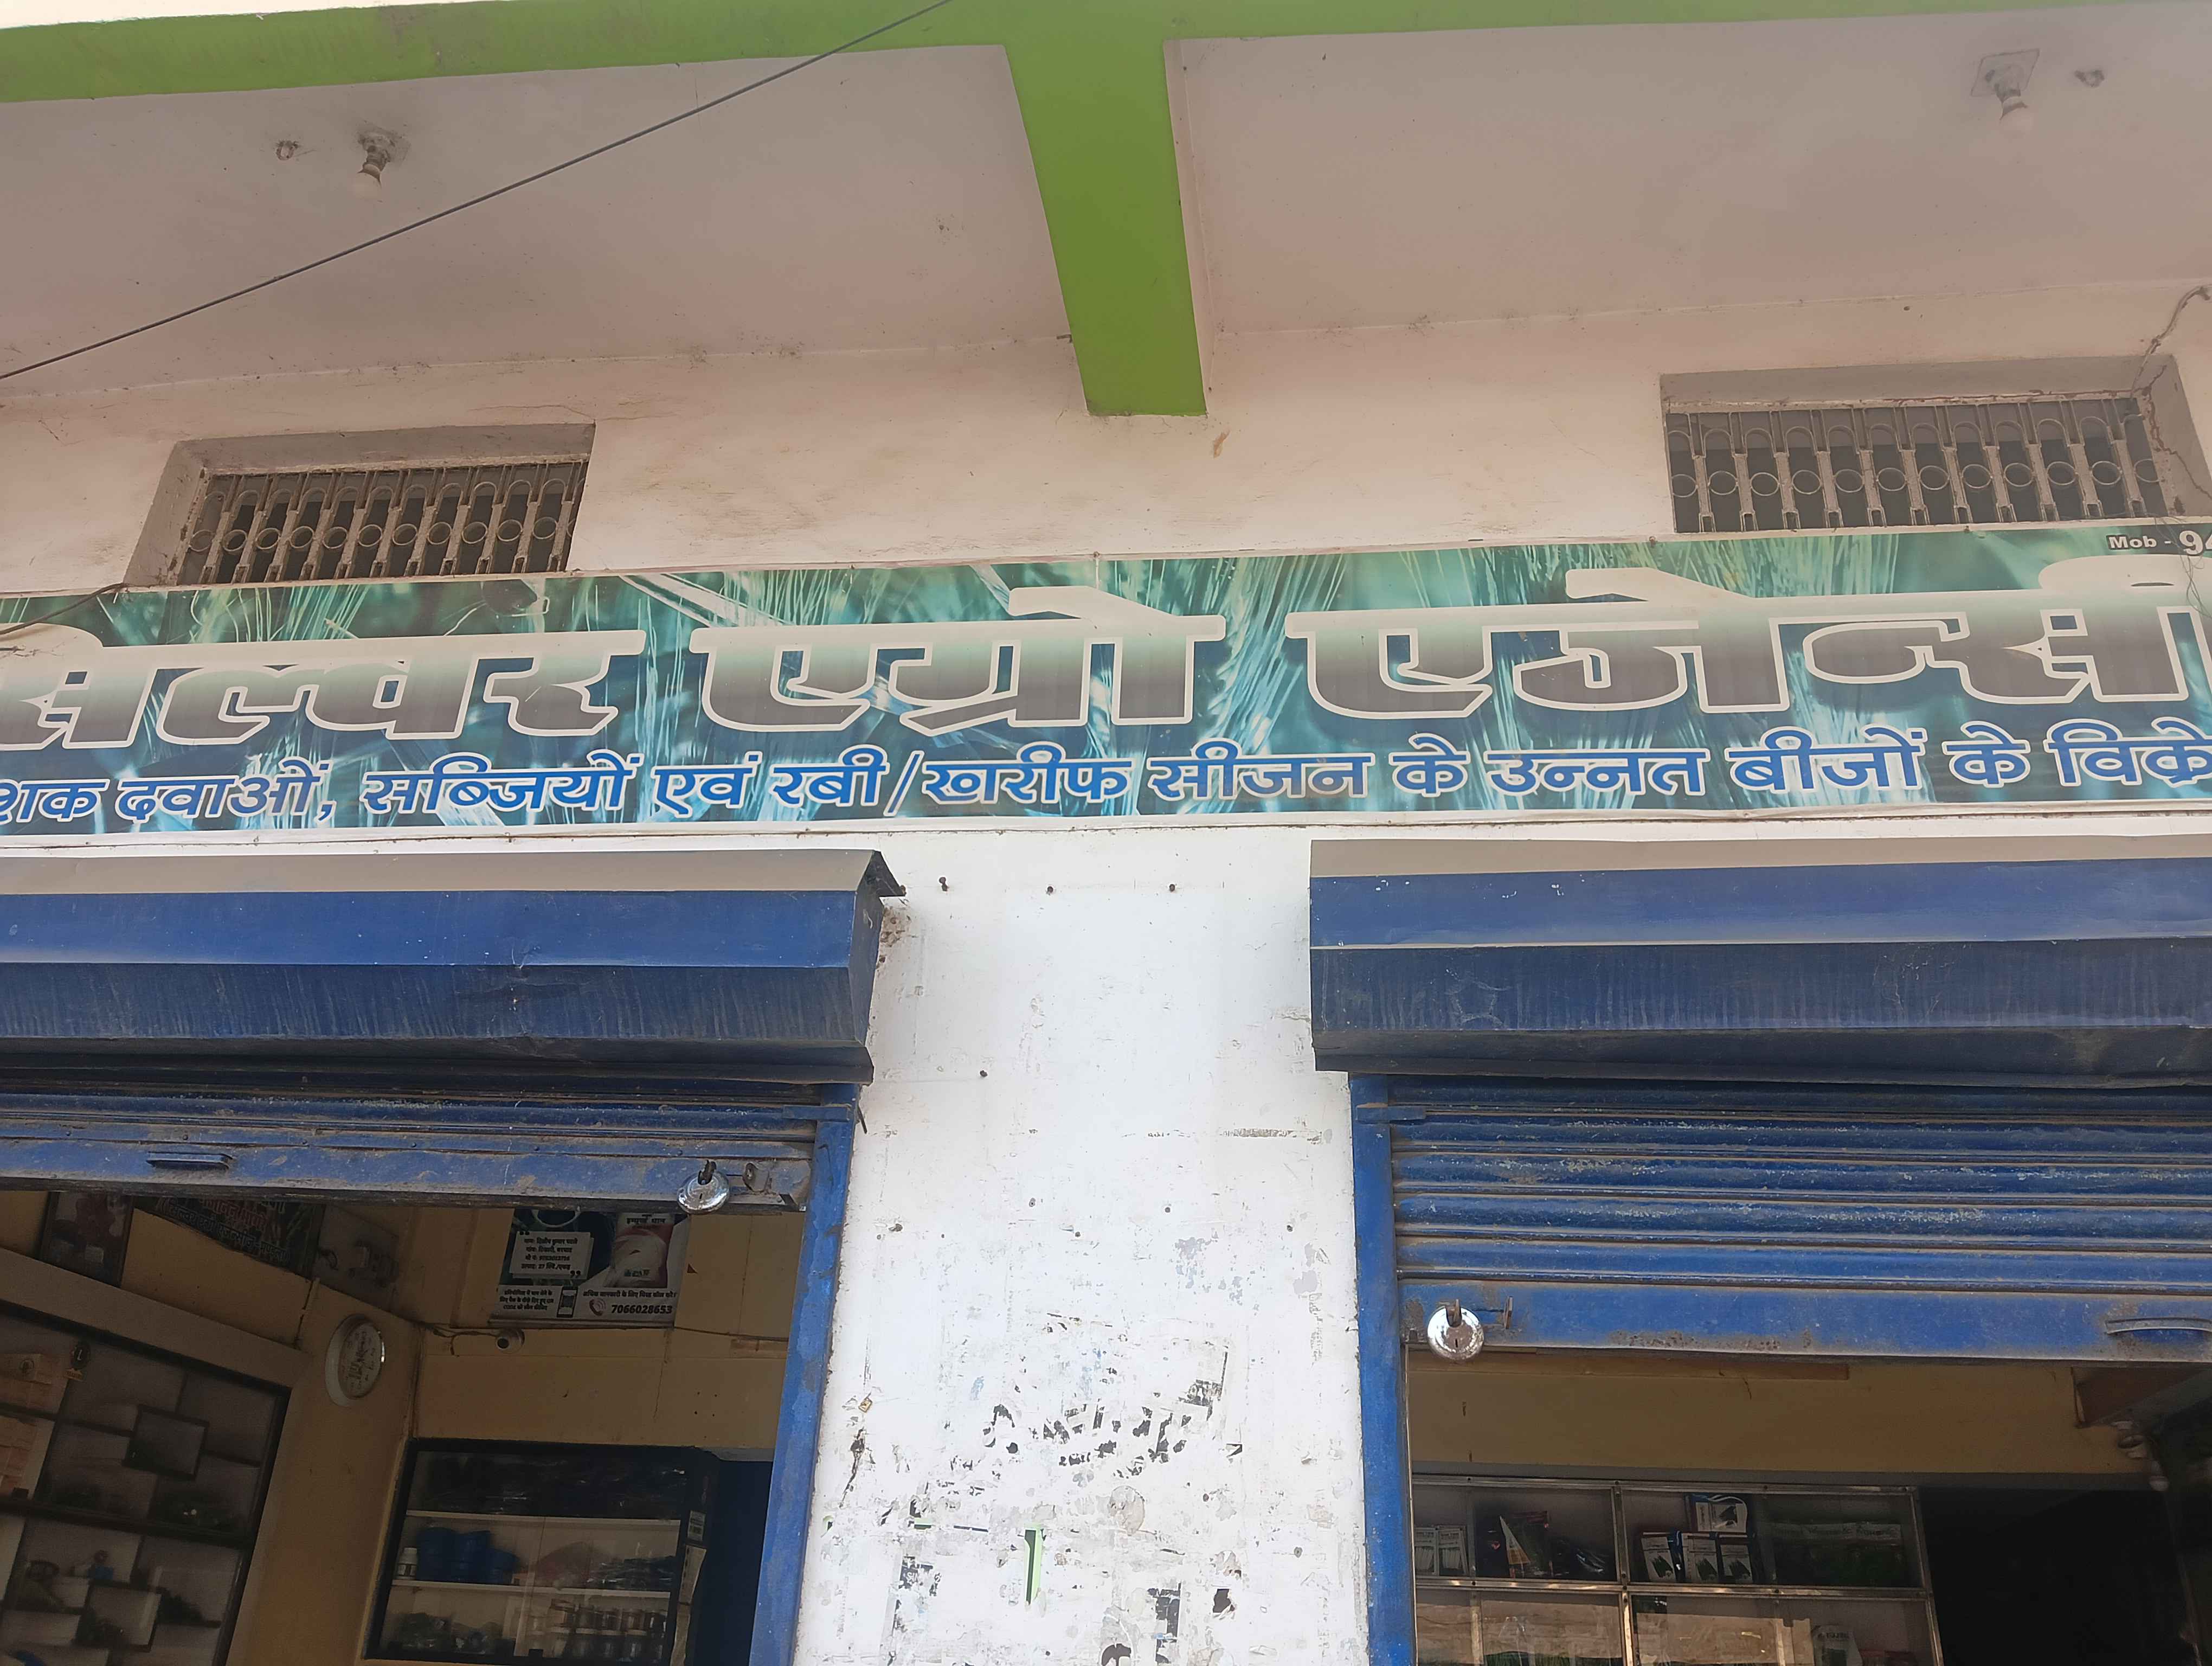 Mob - 94
सिल्वर एग्रो एजेन्सी
शक दवाओं, सब्जियों एवं रबी/खरीफ सीजन के उन्नत बीजों के विक्रे
7066028653